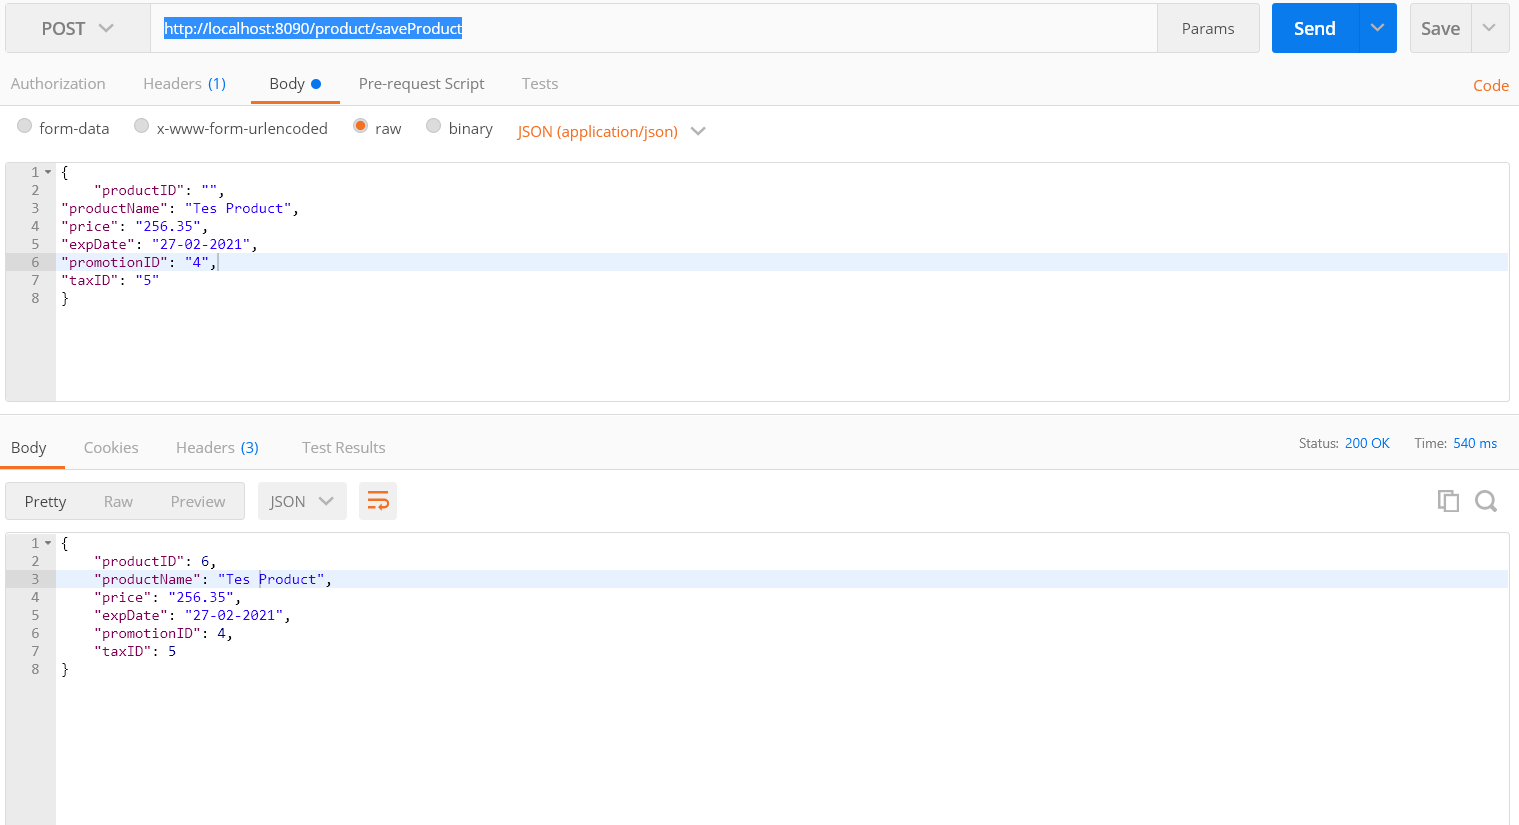 POST http://localhost:8090/product/saveProduct Params Send Save
Authorization Headers (1) Body Pre-request Script Tests Code
form-data x-www-form-urlencoded raw binary JSON (application/json)
1 {
2 "productID": "",
3 "productName": "Tes Product",
4 "price": "256.35",
5 "expDate": "27-02-2021",
6 "promotionID": "4",
7 "taxID": "5"
8 }
Body Cookies Headers (3) Test Results Status: 200 OK Time: 540 ms
Pretty Raw Preview JSON
1 {
2 "productID": 6,
3 "productName": "Tes Product",
4 "price": "256.35",
5 "expDate": "27-02-2021",
6 "promotionID": 4,
7 "taxID": 5
8 }